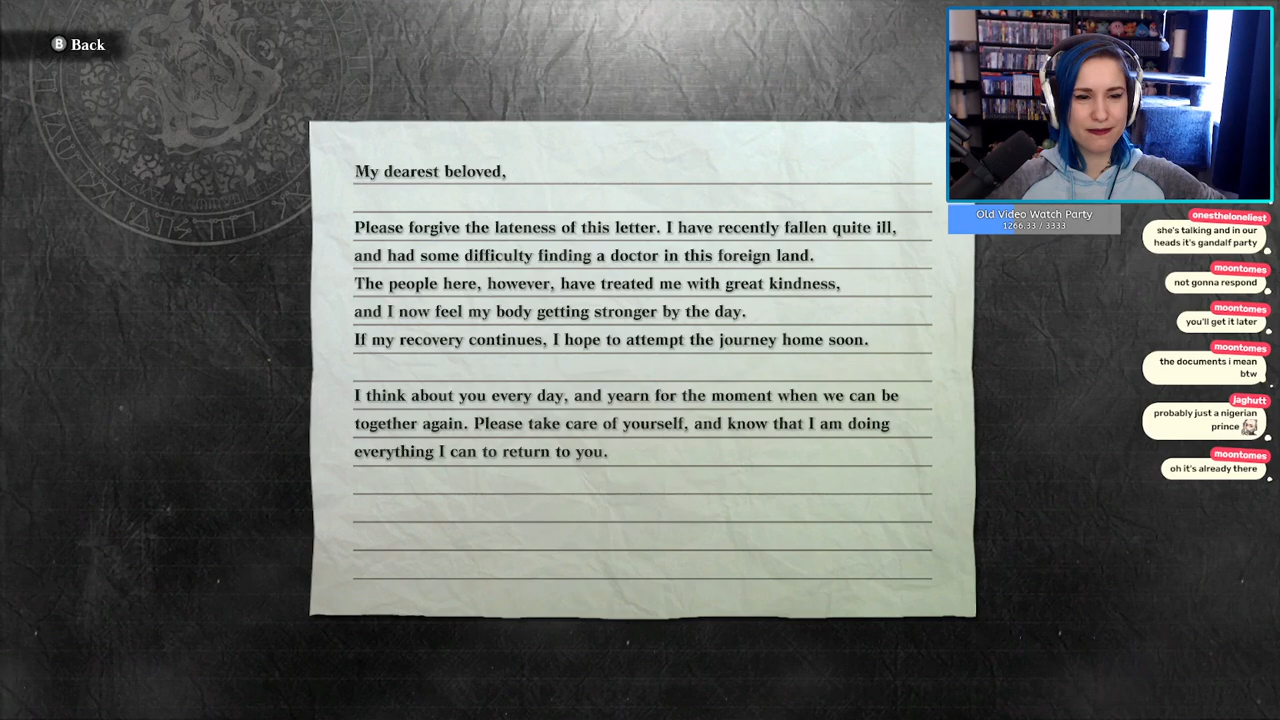 B Back
My dearest beloved,
Please forgive the lateness of this letter. I have recently fallen quite ill,
and had some difficulty finding a doctor in this foreign land.
The people here, however, have treated me with great kindness,
and I now feel my body getting stronger by the day.
If my recovery continues, I hope to attempt the journey home soon.
I think about you every day, and yearn for the moment when we can be
together again. Please take care of yourself, and know that I am doing
everything I can to return to you.
Old Video Watch Party
1266.33 / 3333
onestheloneliest
she's talking and in our
heads it's gandalf party
moontomes
not gonna respond
moontomes
you'll get it later
moontomes
the documents i mean
btw
jaghutt
probably just a nigerian
prince
moontomes
oh it's already there